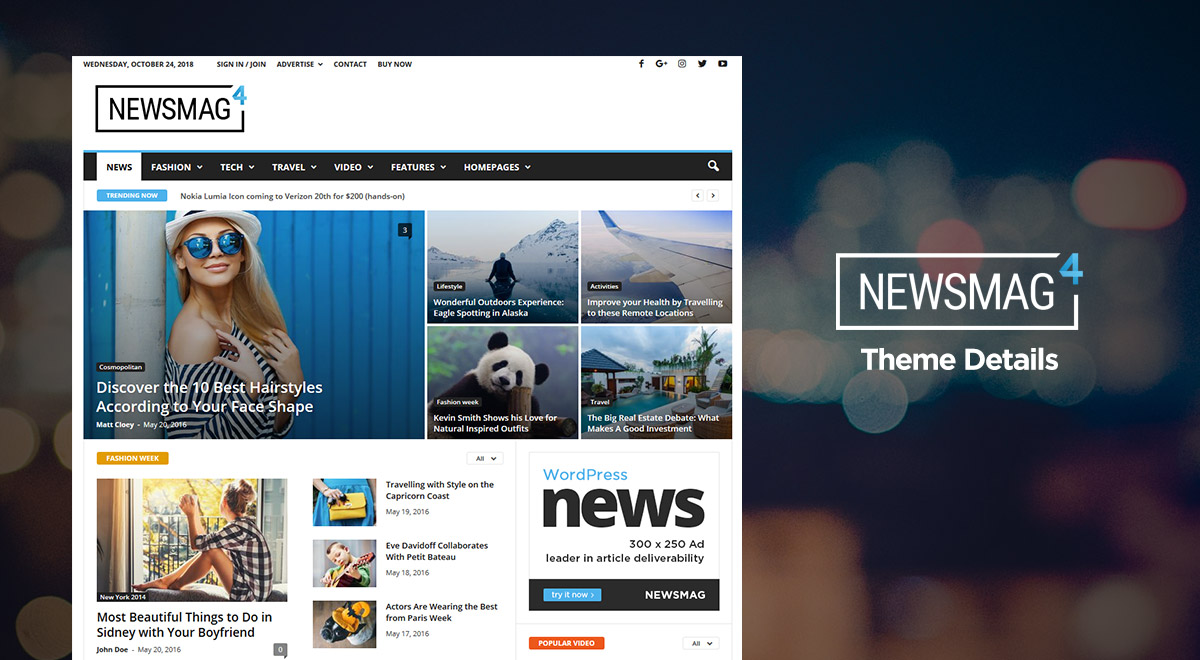 WEDNESDAY, OCTOBER 24, 2018
SIGN IN / JOIN
ADVERTISE
CONTACT
BUY NOW
G+
NEWSMAG 4
NEWS
FASHION
TECH
TRAVEL
VIDEO
FEATURES
HOMEPAGES
TRENDING NOW
Nokia Lumia Icon coming to Verizon 20th for $200 (hands-on)
3
Cosmopolitan
Discover the 10 Best Hairstyles
According to Your Face Shape
Matt Cloey - May 20, 2016
Lifestyle
Wonderful Outdoors Experience:
Eagle Spotting in Alaska
Activities
Improve your Health by Travelling
to these Remote Locations
Fashion week
Kevin Smith Shows his Love for
Natural Inspired Outfits
Travel
The Big Real Estate Debate: What
Makes A Good Investment
FASHION WEEK
All
New York 2014
Most Beautiful Things to Do in
Sidney with Your Boyfriend
John Doe - May 20, 2016
0
Travelling with Style on the
Capricorn Coast
May 19, 2016
Eve Davidoff Collaborates
With Petit Bateau
May 18, 2016
Actors Are Wearing the Best
from Paris Week
May 17, 2016
WordPress
news
300 x 250 Ad
leader in article deliverability
try it now ›
NEWSMAG
POPULAR VIDEO
All
NEWSMAG 4
Theme Details